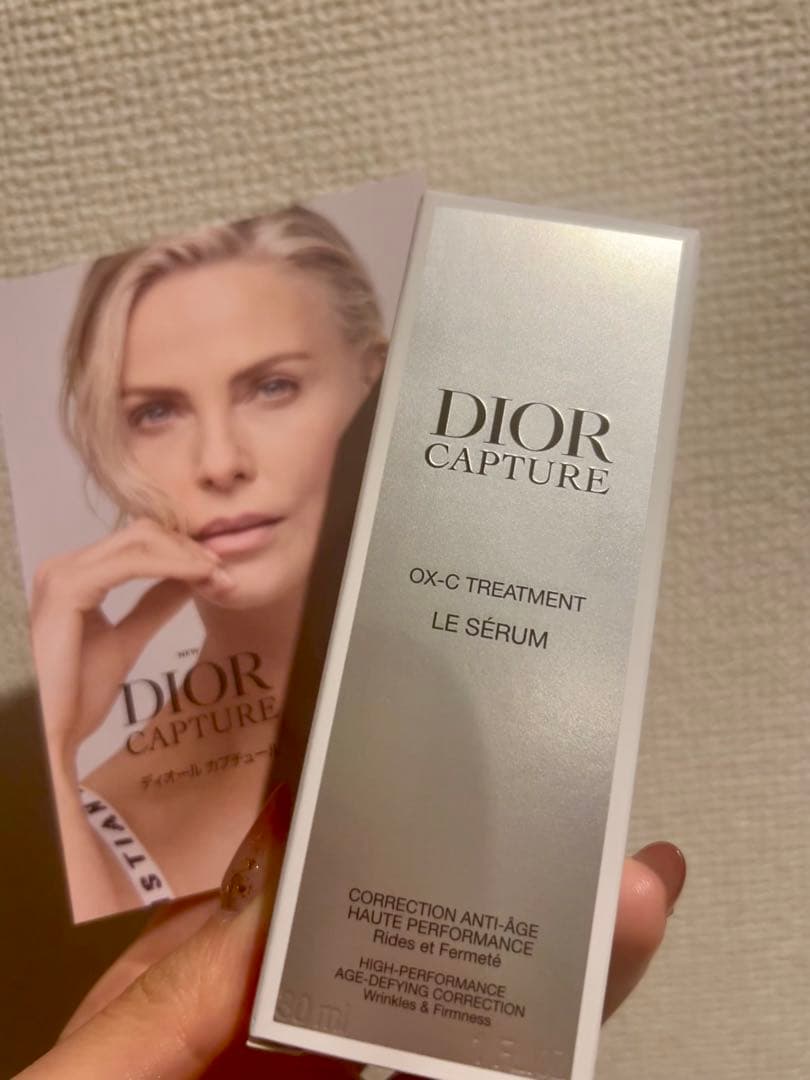 NEW
DIOR
CAPTURE
ディオール カプチュール
STIAN
DIOR
CAPTURE
OX-C TREATMENT
LE SÉRUM
CORRECTION ANTI-ÂGE
HAUTE PERFORMANCE
Rides et Fermeté
HIGH-PERFORMANCE
AGE-DEFYING CORRECTION
Wrinkles & Firmness
30 ml